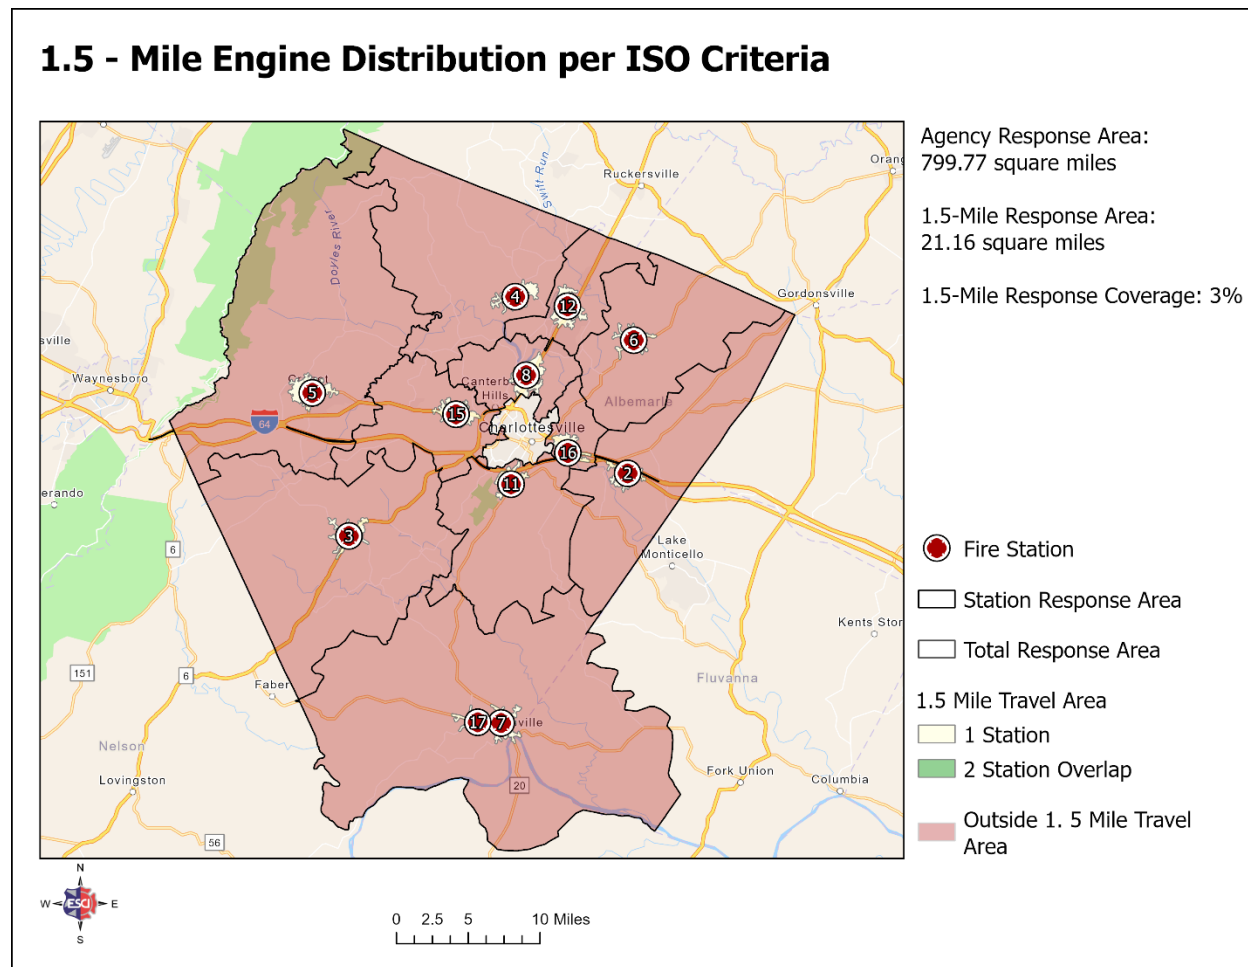 1.5 - Mile Engine Distribution per ISO Criteria
Agency Response Area:
799.77 square miles
1.5-Mile Response Area:
21.16 square miles
1.5-Mile Response Coverage: 3%
Ruckersville
Swift Run
Doyles River
Gordonsville
4
12
6
Waynesboro
8
5
Hills
Albemarle
15
64
Charlottesville
16
2
11
3
6
Lake
Monticello
Kents
151
6
Faber
Fluvanna
17
7
Nelson
Lovingston
20
Fork Union
Columbia
56
Fire Station
Station Response Area
Total Response Area
1.5 Mile Travel Area
1 Station
2 Station Overlap
Outside 1. 5 Mile Travel
Area
N
W
ESCI
E
S
0 2.5 5 10 Miles